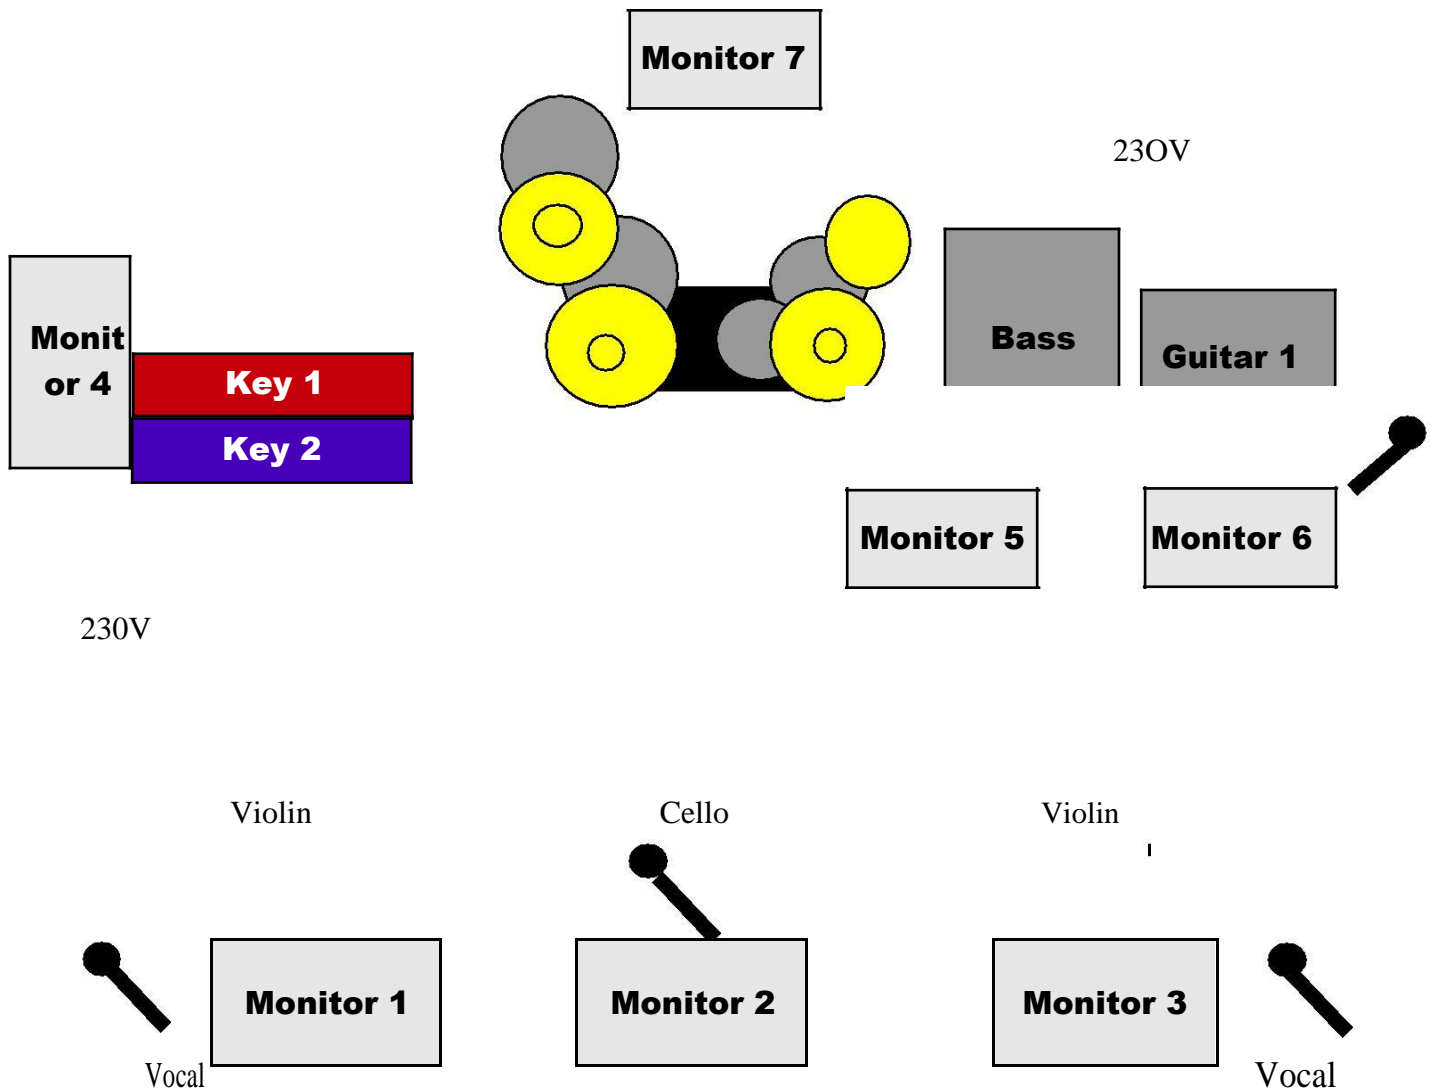 Monitor 7
23OV
Monit
or 4
Key 1
Key 2
Bass
Guitar 1
Monitor 5
Monitor 6
230V
Violin
Cello
Violin
Monitor 1
Monitor 2
Monitor 3
Vocal
Vocal